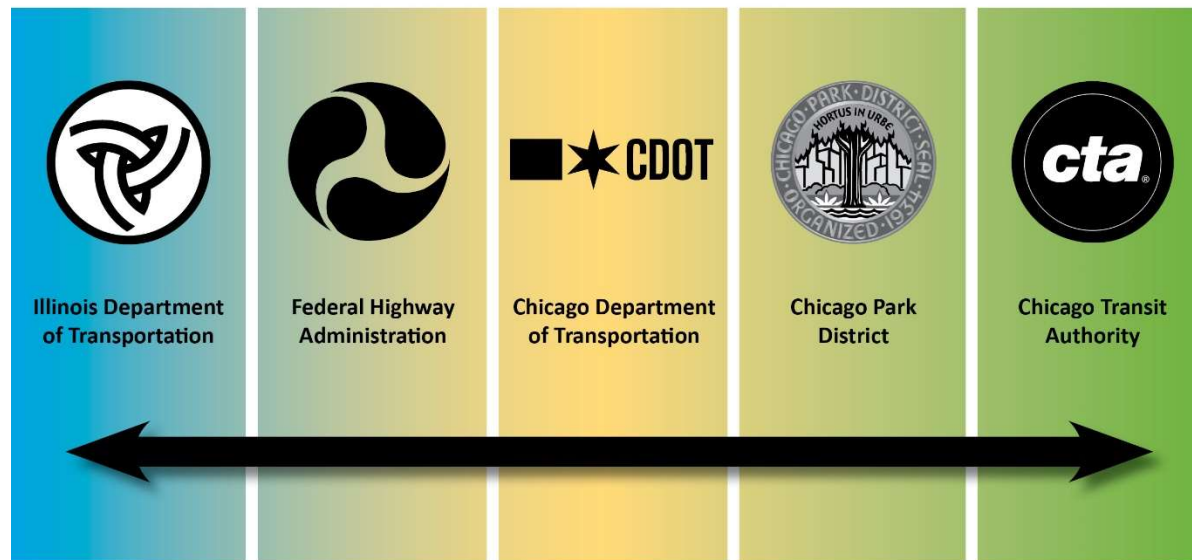 CDOT
CHICAGO·PARK·DISTRICT·SEAL
HORTUS IN URBE
·ORGANIZED·1934·
cta®
Illinois Department
of Transportation
Federal Highway
Administration
Chicago Department
of Transportation
Chicago Park
District
Chicago Transit
Authority